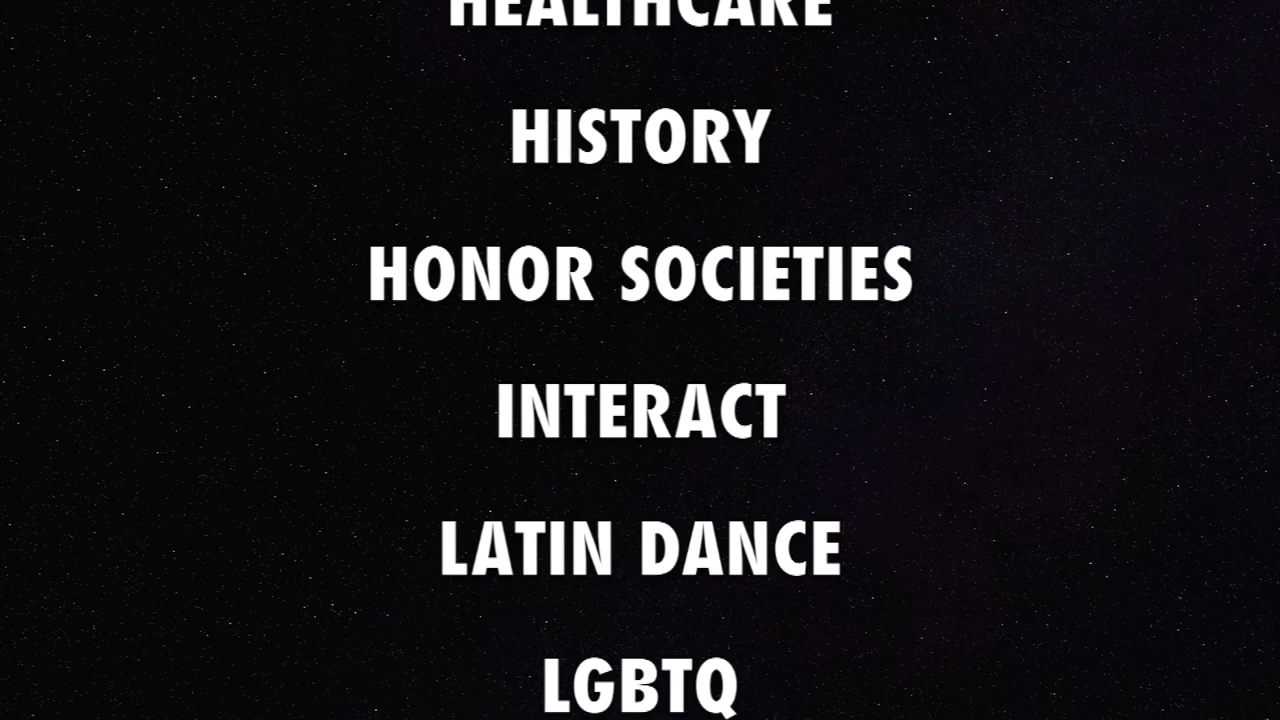 HEALTHCARE
HISTORY
HONOR SOCIETIES
INTERACT
LATIN DANCE
LGBTQ